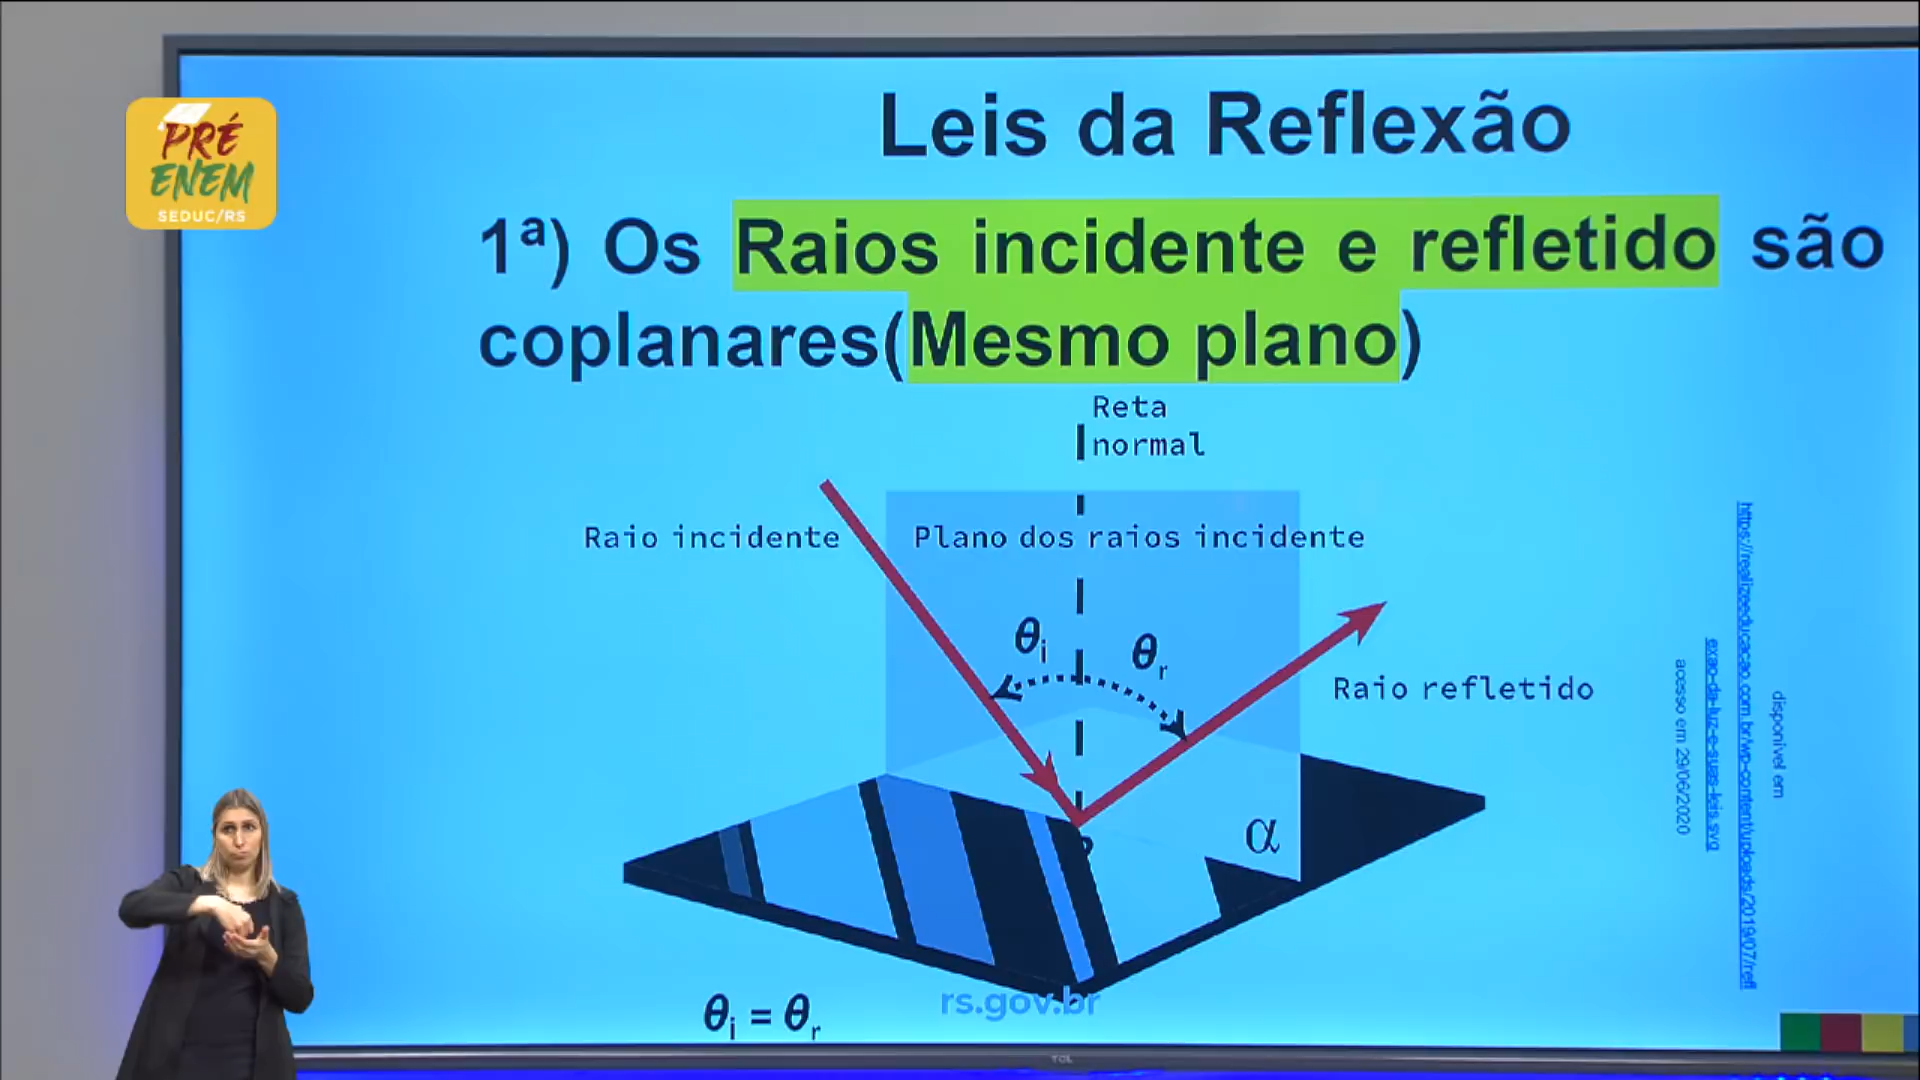 PRÉ
ENEM
SEDUC/RS
Leis da Reflexão
1ª) Os Raios incidente e refletido são
coplanares(Mesmo plano)
Reta
normal
Raio incidente
Plano dos raios incidente
θi
θr
Raio refletido
α
θi = θr
rs.gov.br
TCL
disponível em
https://realizeeducacao.com.br/wp-content/uploads/2019/07/refl
exao-da-luz-e-suas-leis.svg
acesso em 29/06/2020